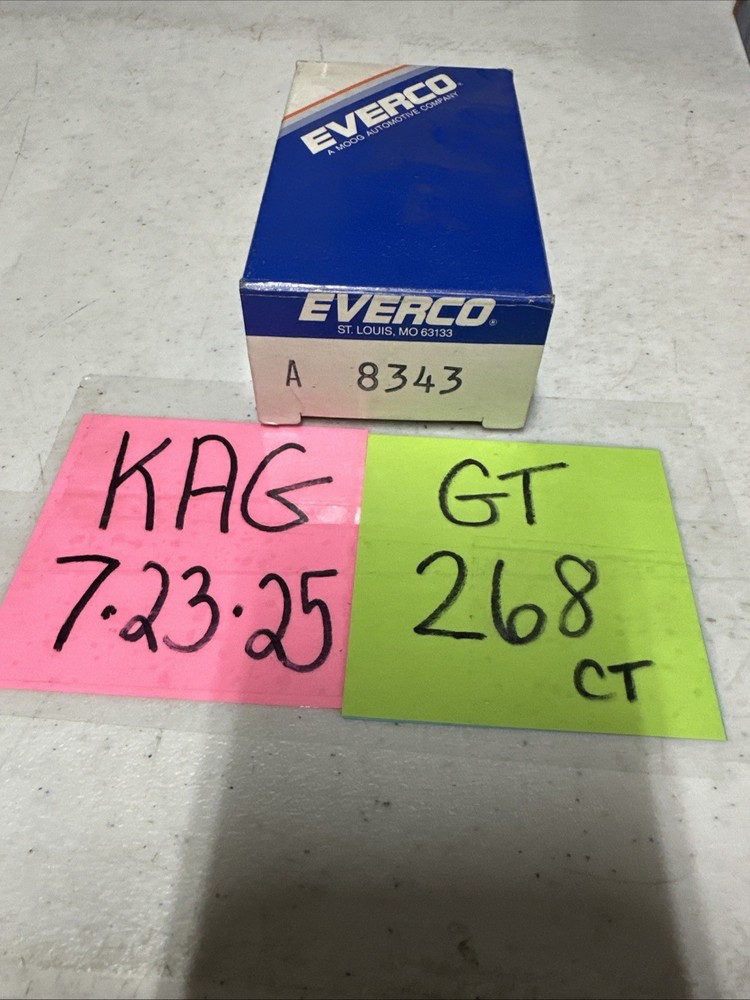 EVERCO®
A MOOG AUTOMOTIVE COMPANY
EVERCO®
ST. LOUIS, MO 63133
A 8343
KAG
7.23.25
GT
268
CT